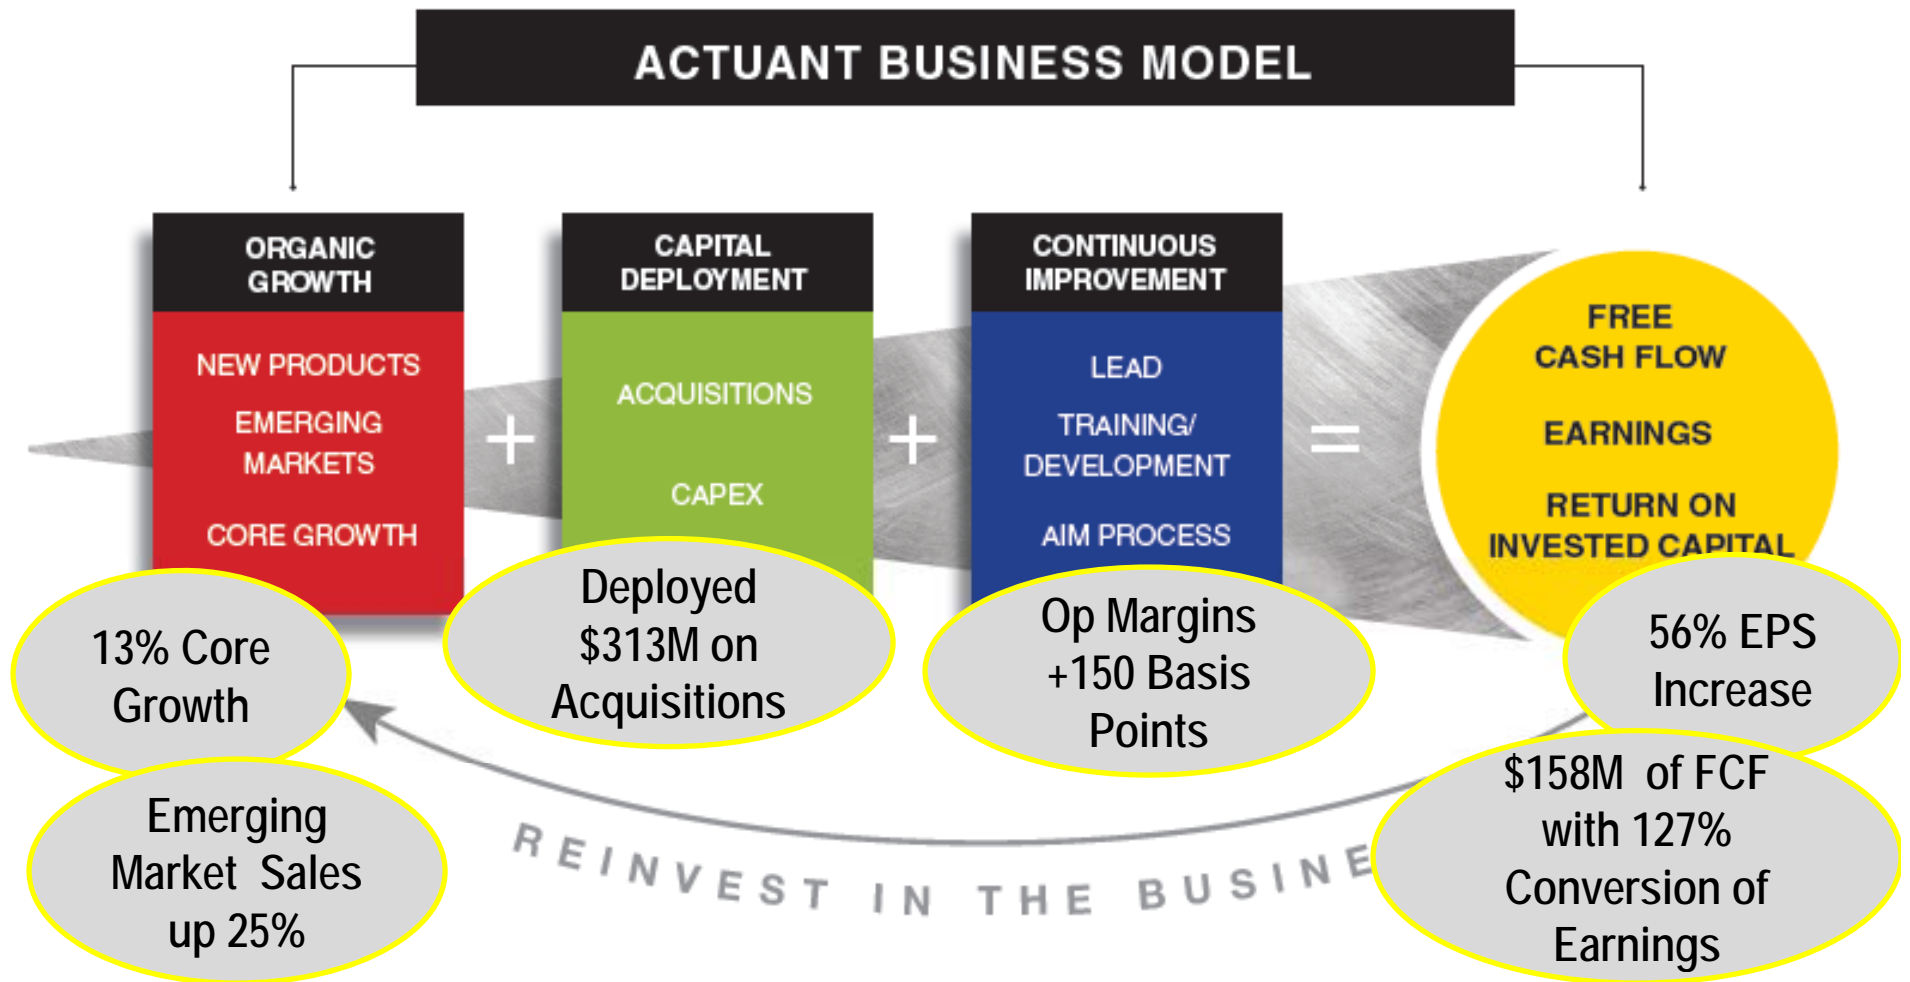 ACTUANT BUSINESS MODEL
ORGANIC
GROWTH
NEW PRODUCTS
EMERGING
MARKETS
CORE GROWTH
+
CAPITAL
DEPLOYMENT
ACQUISITIONS
CAPEX
+
CONTINUOUS
IMPROVEMENT
LEAD
TRAINING/
DEVELOPMENT
AIM PROCESS
=
FREE
CASH FLOW
EARNINGS
RETURN ON
INVESTED CAPITAL
13% Core
Growth
Emerging
Market Sales
up 25%
Deployed
$313M on
Acquisitions
Op Margins
+150 Basis
Points
56% EPS
Increase
$158M of FCF
with 127%
Conversion of
Earnings
REINVEST IN THE BUSINE